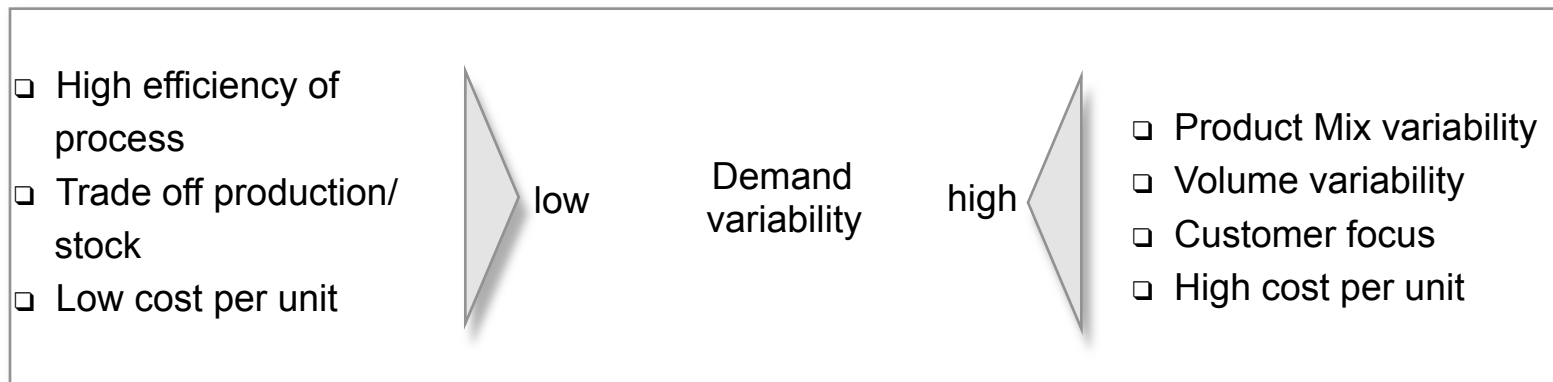 ❑ High efficiency of
process
❑ Trade off production/
stock
❑ Low cost per unit
low
Demand
variability
high
❑ Product Mix variability
❑ Volume variability
❑ Customer focus
❑ High cost per unit